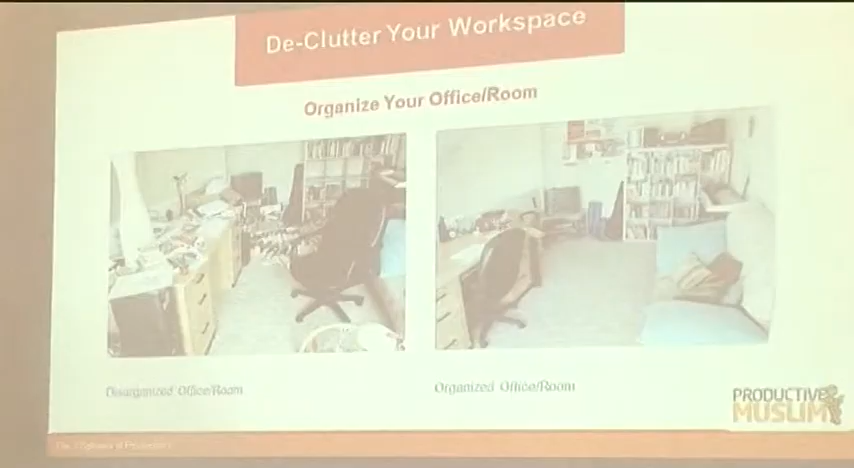 De-Clutter Your Workspace
Organize Your Office/Room
Disorganized Office/Room
Organized Office/Room
PRODUCTIVE
MUSLIM